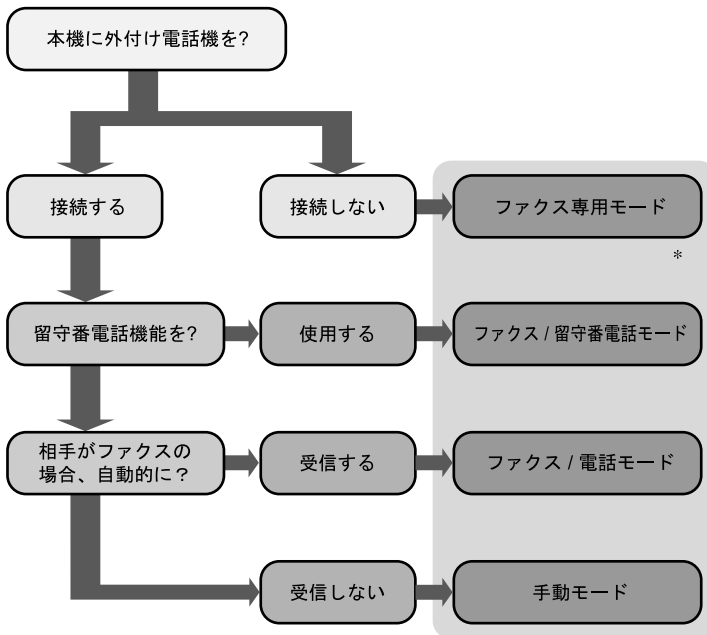 本機に外付け電話機を?
接続する
接続しない
ファクス専用モード
*
留守番電話機能を?
使用する
ファクス / 留守番電話モード
相手がファクスの
場合、自動的に？
受信する
ファクス / 電話モード
受信しない
手動モード